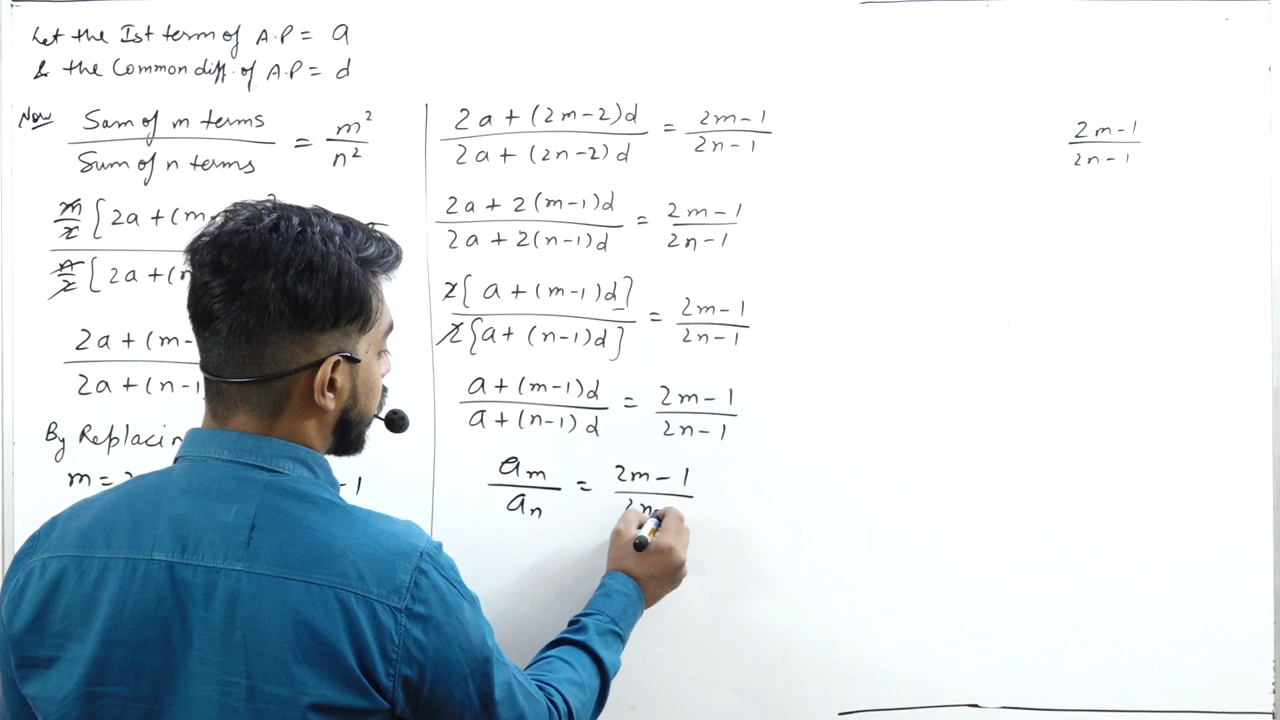 Let the Ist term of A.P = a
& the Common diff. of A.P = d
Now Sum of m terms / Sum of n terms = m² / n²
m/2 [ 2a + (m
n/2 [ 2a + (n
2a + (m-
2a + (n-1
By Replacin
m = 2 -1
2a + (2m-2)d / 2a + (2n-2)d = 2m-1 / 2n-1
2a + 2(m-1)d / 2a + 2(n-1)d = 2m-1 / 2n-1
2{ a + (m-1)d] / 2{a + (n-1)d] = 2m-1 / 2n-1
a + (m-1)d / a + (n-1)d = 2m-1 / 2n-1
am / an = 2m-1 / 2n
2m-1 / 2n-1